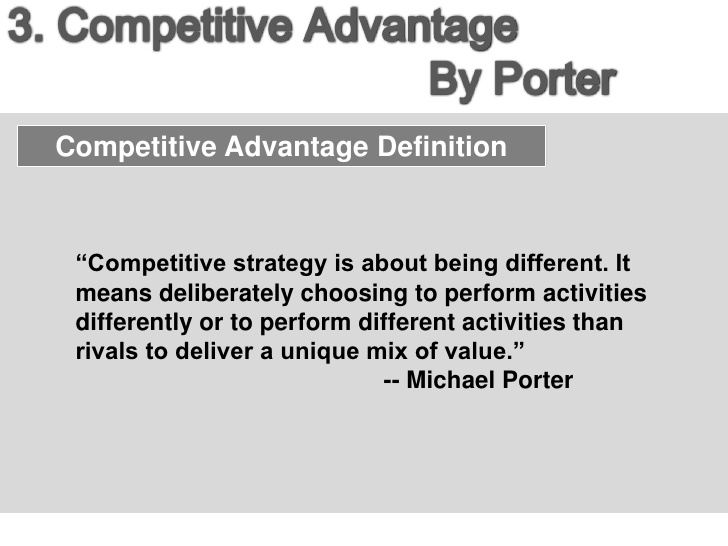 3. Competitive Advantage
By Porter
Competitive Advantage Definition
“Competitive strategy is about being different. It
means deliberately choosing to perform activities
differently or to perform different activities than
rivals to deliver a unique mix of value.”
-- Michael Porter